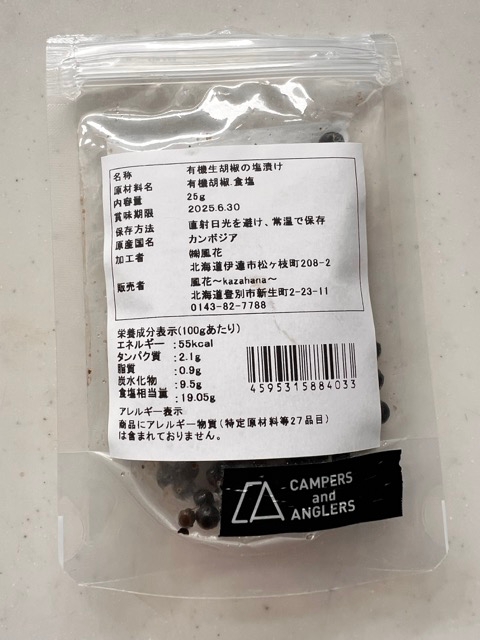 名称 有機生胡椒の塩漬け
原材料名 有機胡椒.食塩
内容量 25g
賞味期限 2025.6.30
保存方法 直射日光を避け、常温で保存
原産国名 カンボジア
加工者 ㈱風花
北海道伊達市松ヶ枝町208-2
販売者 風花～kazahana～
北海道登別市新生町2-23-11
0143-82-7788
栄養成分表示(100gあたり)
エネルギー :55kcal
タンパク質 :2.1g
脂質 :0.9g
炭水化物 :9.5g
食塩相当量 :19.05g
4595315884033
アレルギー表示
商品にアレルギー物質(特定原材料等27品目)
は含まれておりません。
CAMPERS
and
ANGLERS